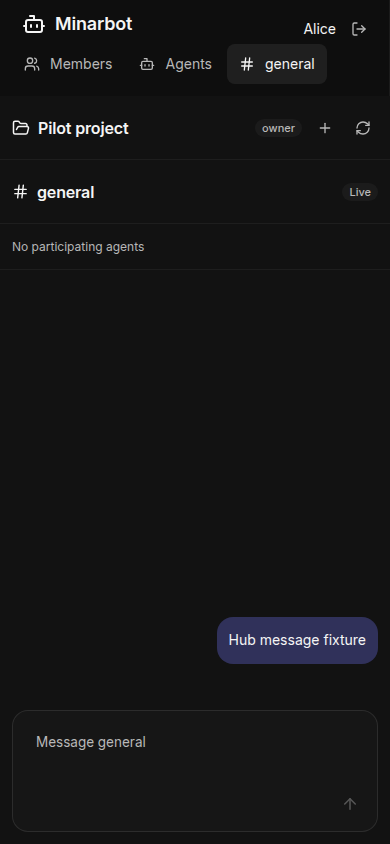 Minarbot
Alice
Members
Agents
general
Pilot project
owner
general
Live
No participating agents
Hub message fixture
Message general